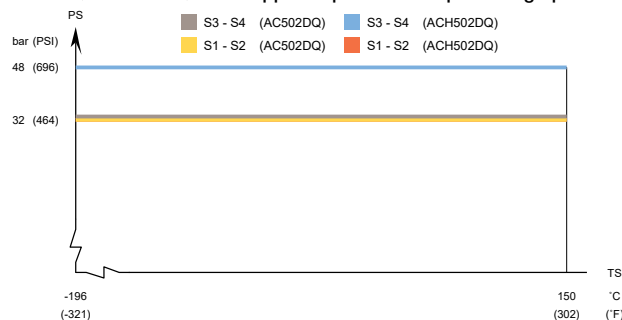 PS
S3 - S4 (AC502DQ) S3 - S4 (ACH502DQ)
S1 - S2 (AC502DQ) S1 - S2 (ACH502DQ)
bar (PSI)
48 (696)
32 (464)
TS
-196 150 °C
(-321) (302) (°F)